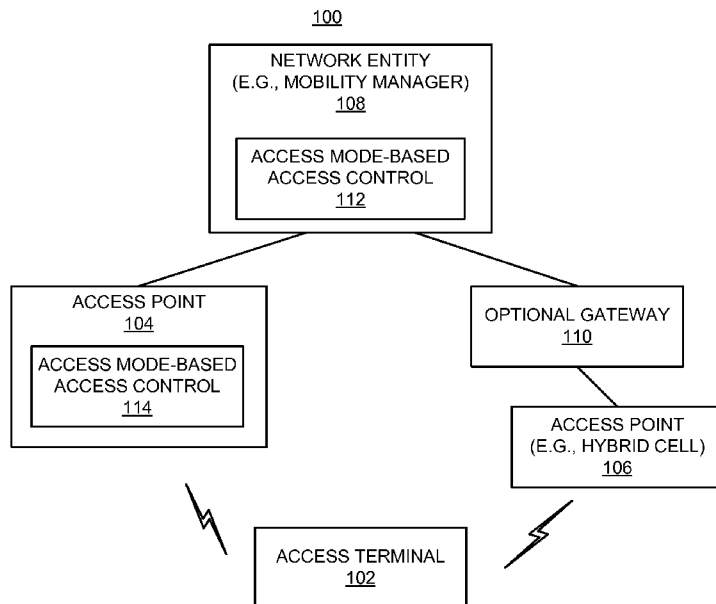 100
NETWORK ENTITY
(E.G., MOBILITY MANAGER)
108
ACCESS MODE-BASED
ACCESS CONTROL
112
ACCESS POINT
104
ACCESS MODE-BASED
ACCESS CONTROL
114
OPTIONAL GATEWAY
110
ACCESS POINT
(E.G., HYBRID CELL)
106
ACCESS TERMINAL
102